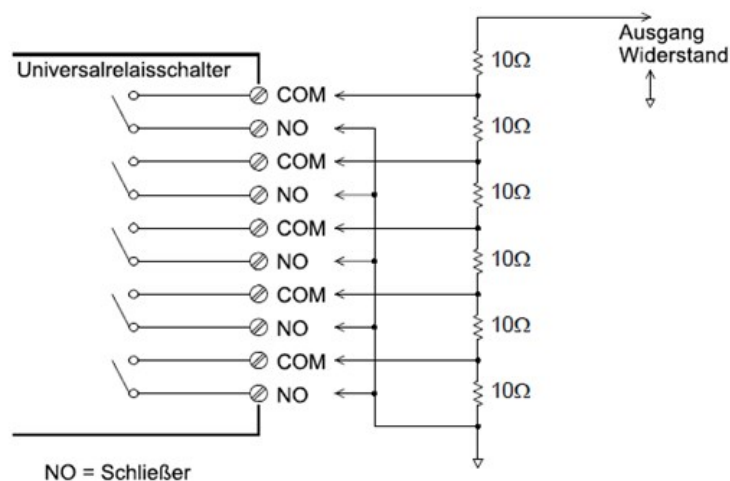 Ausgang
Widerstand
10Ω
Universalrelaisschalter
COM
10Ω
NO
COM
10Ω
NO
COM
10Ω
NO
COM
10Ω
NO
COM
10Ω
NO
NO = Schließer